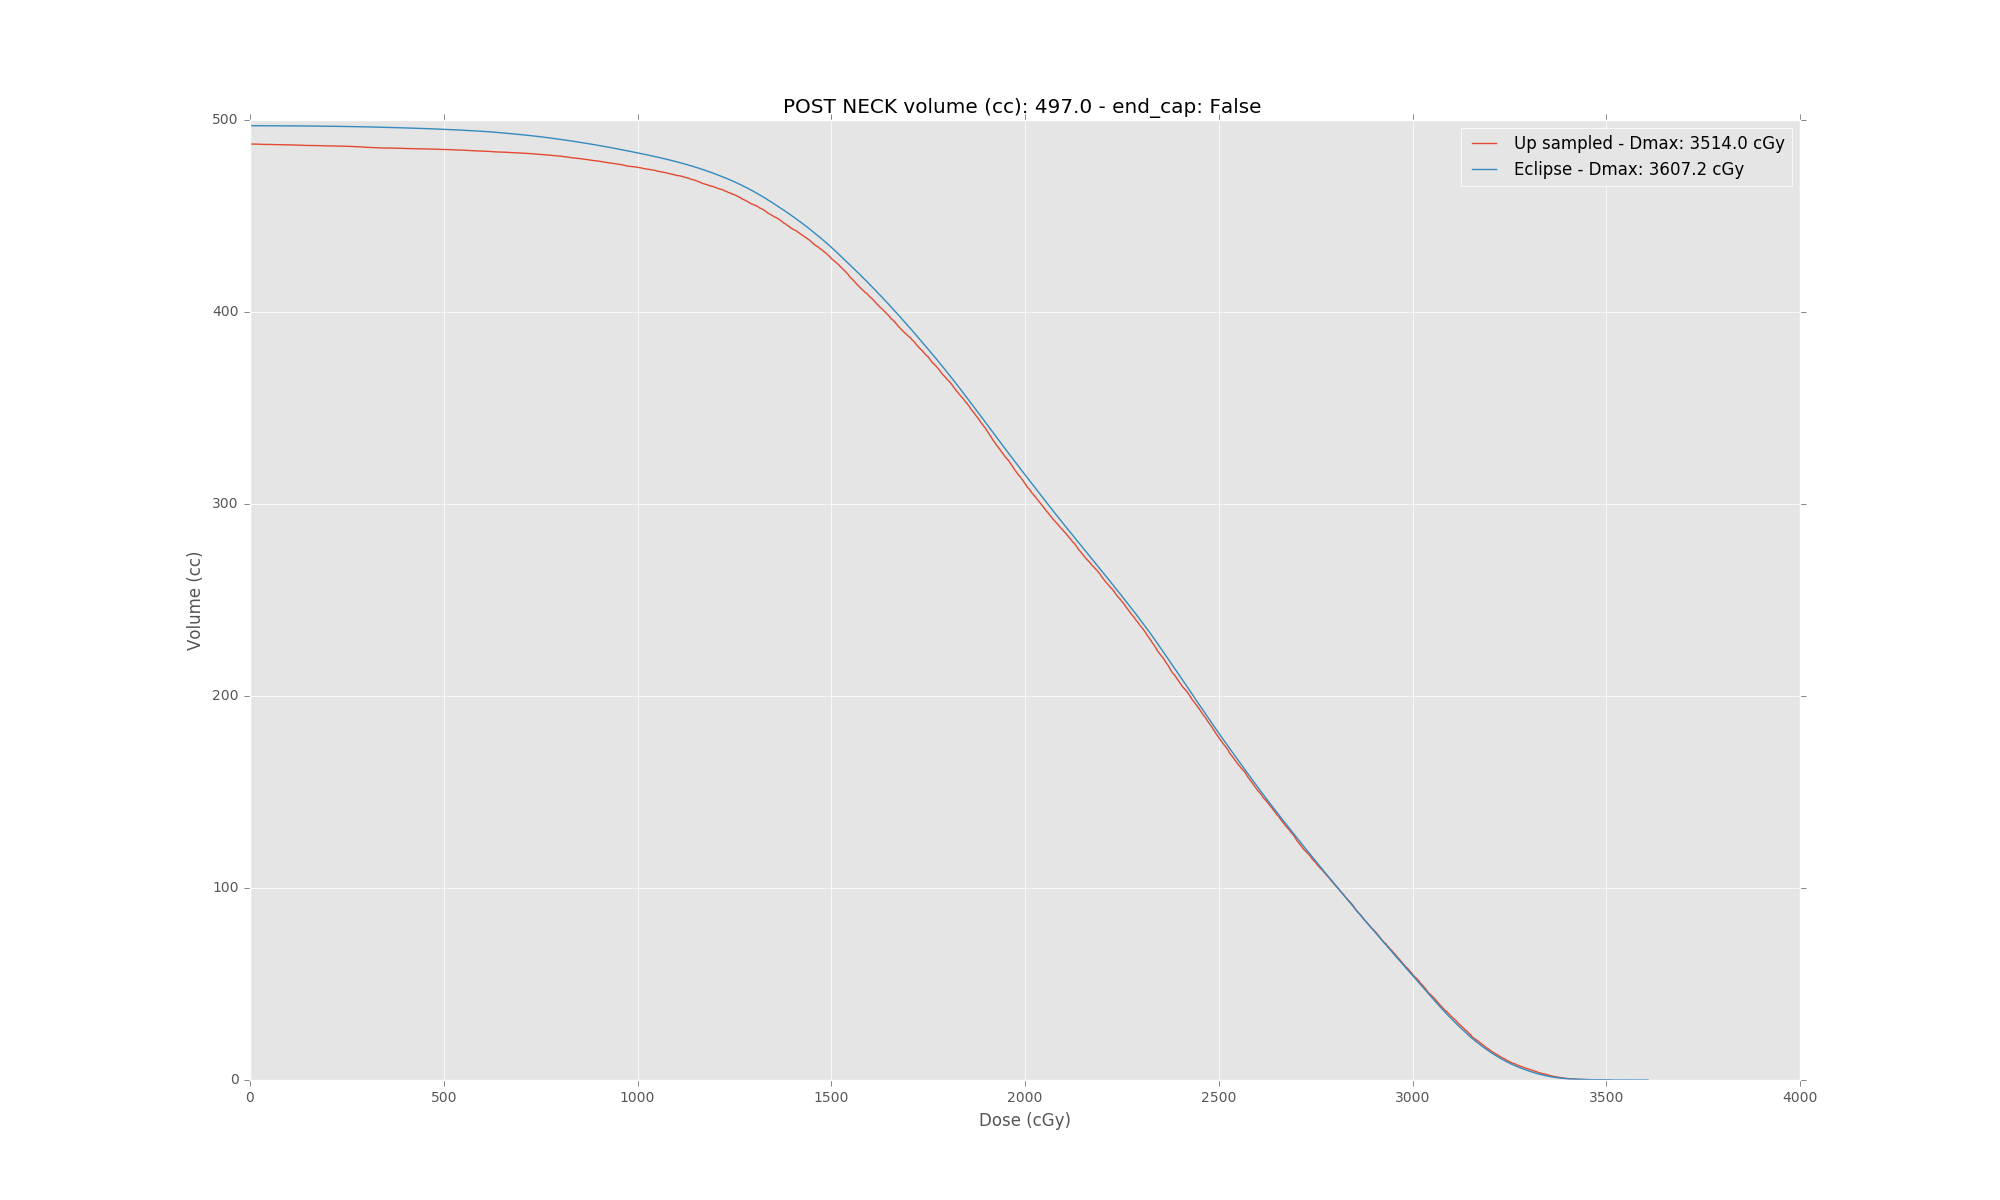 POST NECK volume (cc): 497.0 - end_cap: False
Up sampled - Dmax: 3514.0 cGy
Eclipse - Dmax: 3607.2 cGy
500
400
300
200
100
0
Volume (cc)
0 500 1000 1500 2000 2500 3000 3500 4000
Dose (cGy)